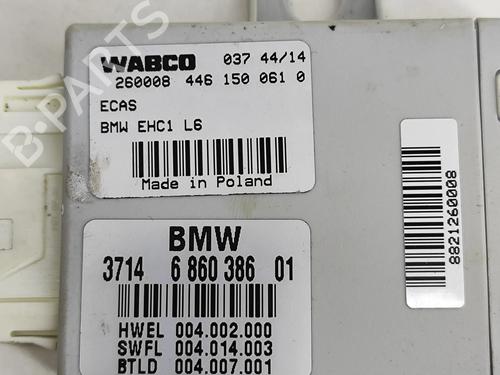 WABCO 037 44/14
260008 446 150 061 0
ECAS
BMW EHC1 L6
Made in Poland
BMW
3714 6 860 386 01
HWEL 004.002.000
SWFL 004.014.003
BTLD 004.007.001
8821260008
B-PARTS